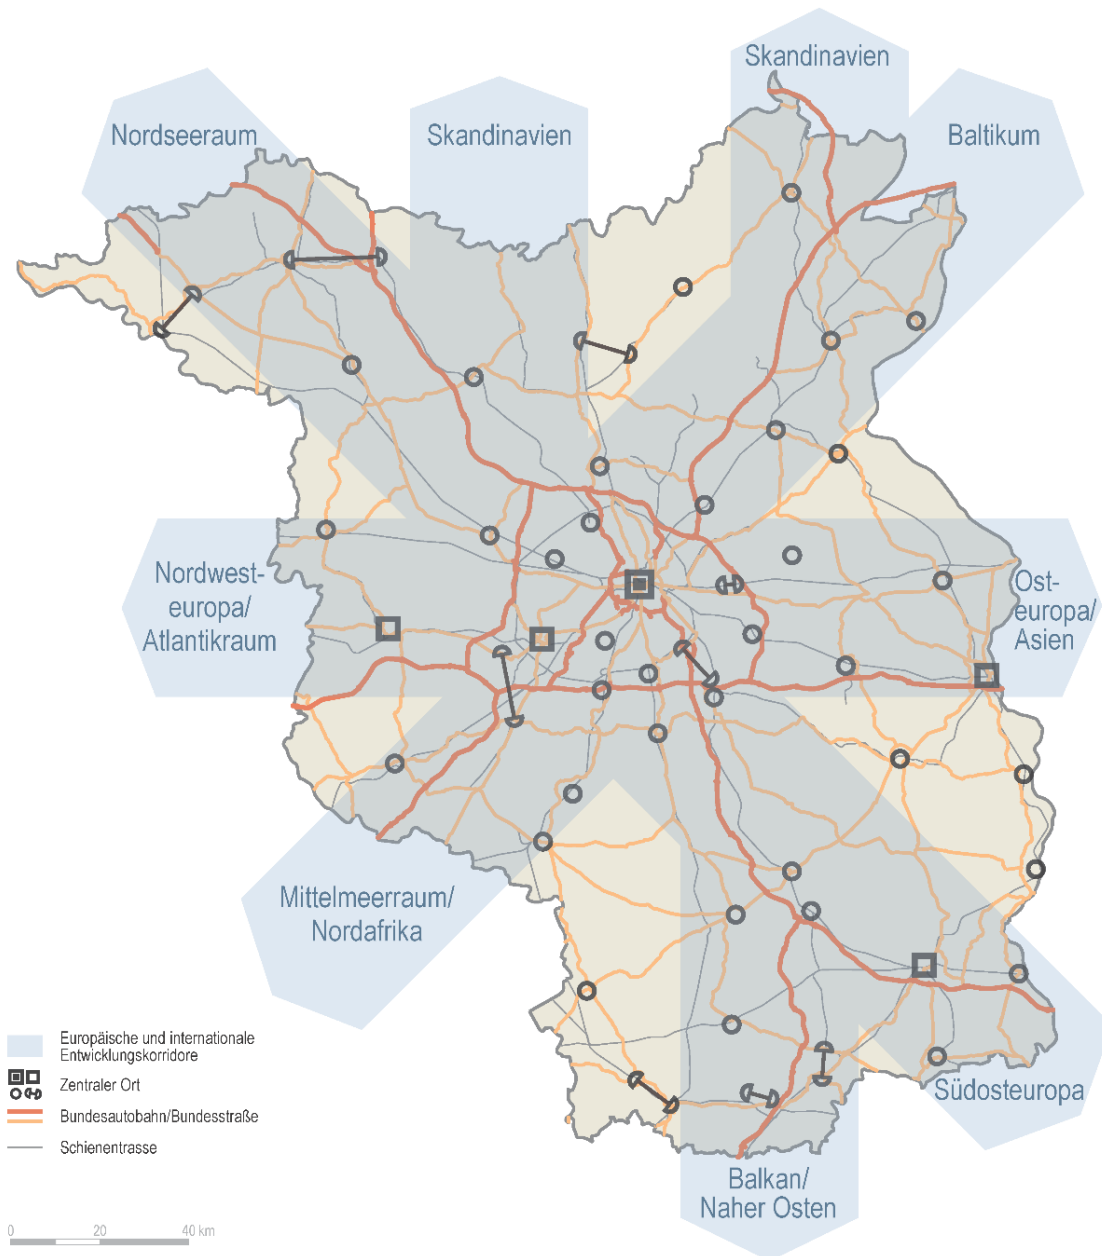 Skandinavien
Nordseeraum
Skandinavien
Baltikum
Nordwest-
europa/
Atlantikraum
Ost-
europa/
Asien
Mittelmeerraum/
Nordafrika
Südosteuropa
Balkan/
Naher Osten
Europäische und internationale
Entwicklungskorridore
Zentraler Ort
Bundesautobahn/Bundesstraße
Schienentrasse
0 20 40 km